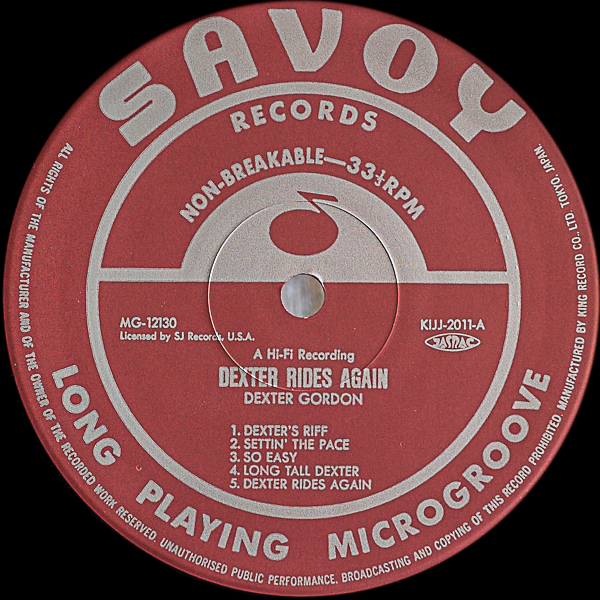 SAVOY
RECORDS
NON-BREAKABLE—33⅓RPM
MG-12130
Licensed by SJ Records, U.S.A.
KIJJ-2011-A
JASRAC
A Hi-Fi Recording
DEXTER RIDES AGAIN
DEXTER GORDON
1. DEXTER'S RIFF
2. SETTIN' THE PACE
3. SO EASY
4. LONG TALL DEXTER
5. DEXTER RIDES AGAIN
LONG PLAYING MICROGROOVE
ALL RIGHTS OF THE MANUFACTURER AND OF THE OWNER OF THE RECORDED WORK RESERVED. UNAUTHORISED PUBLIC PERFORMANCE. BROADCASTING AND COPYING OF THIS RECORD PROHIBITED. MANUFACTURED BY KING RECORD CO., LTD. TOKYO, JAPAN.